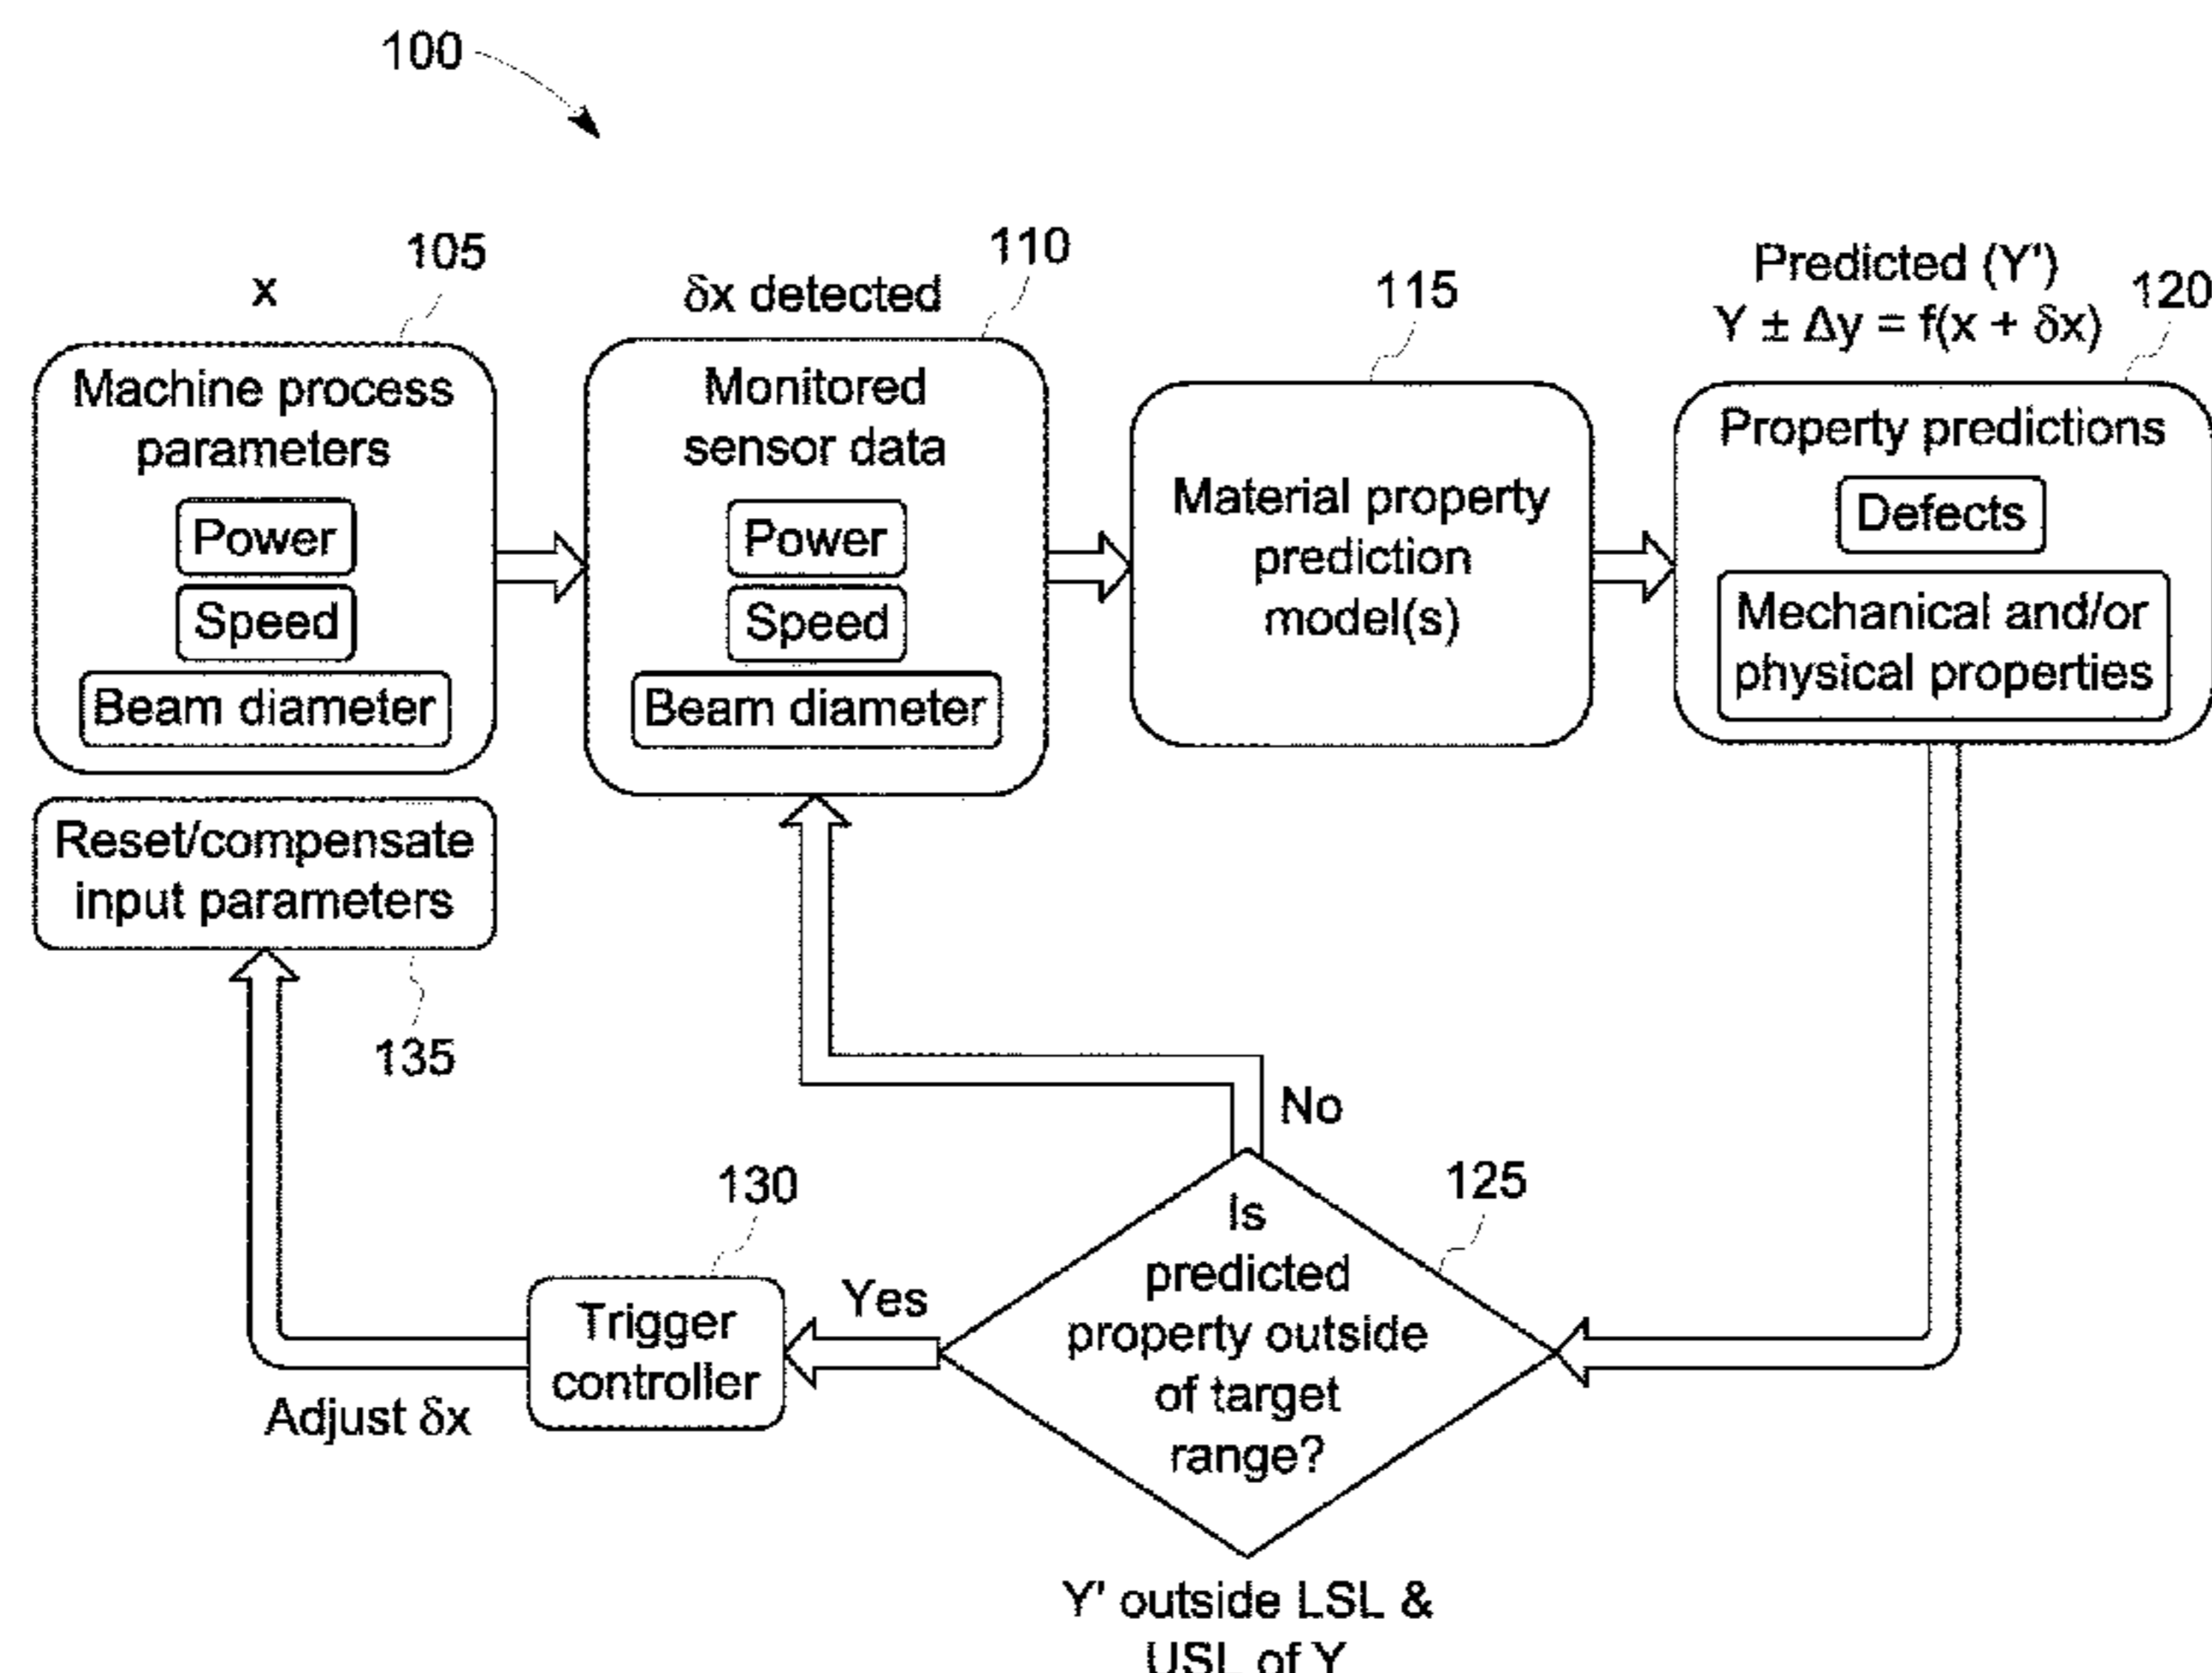 100
105
x
Machine process
parameters
Power
Speed
Beam diameter
110
δx detected
Monitored
sensor data
Power
Speed
Beam diameter
115
Material property
prediction
model(s)
Predicted (Y')
120
Y ± Δy = f(x + δx)
Property predictions
Defects
Mechanical and/or
physical properties
Reset/compensate
input parameters
135
No
125
Is
predicted
property outside
of target
range?
Yes
130
Trigger
controller
Adjust δx
Y' outside LSL &
USL of Y